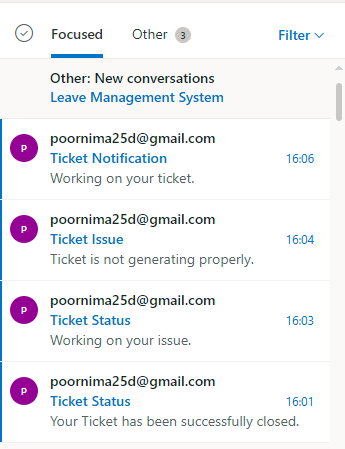 Focused Other 3 Filter
Other: New conversations
Leave Management System
P
poornima25d@gmail.com
Ticket Notification 16:06
Working on your ticket.
P
poornima25d@gmail.com
Ticket Issue 16:04
Ticket is not generating properly.
P
poornima25d@gmail.com
Ticket Status 16:03
Working on your issue.
P
poornima25d@gmail.com
Ticket Status 16:01
Your Ticket has been successfully closed.